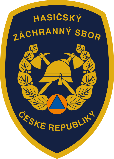 HASIČSKÝ
ZÁCHRANNÝ SBOR
ČESKÉ REPUBLIKY